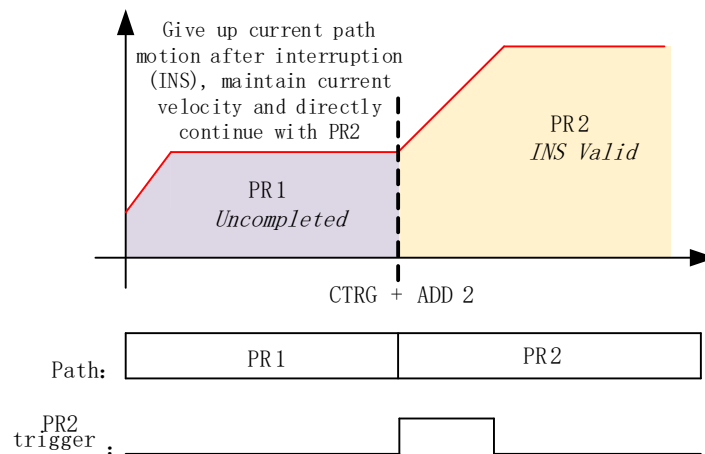 Give up current path
motion after interruption
(INS), maintain current
velocity and directly
continue with PR2
PR2
INS Valid
PR1
Uncompleted
CTRG + ADD 2
Path:
PR1
PR2
PR2
trigger :